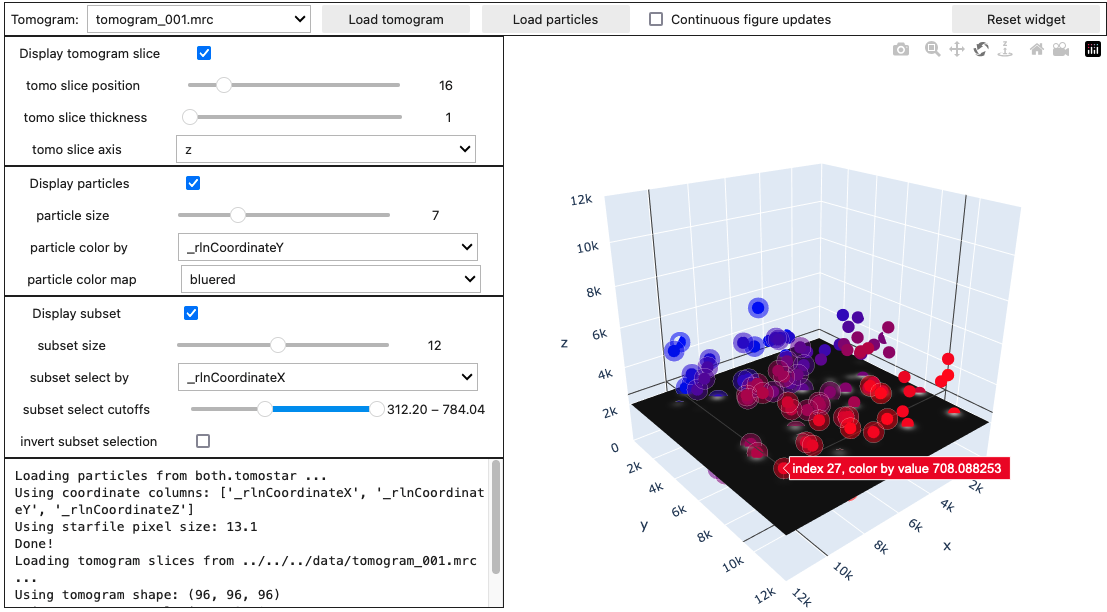 Tomogram: tomogram_001.mrc Load tomogram Load particles Continuous figure updates Reset widget
Display tomogram slice
tomo slice position 16
tomo slice thickness 1
tomo slice axis z
Display particles
particle size 7
particle color by _rlnCoordinateY
particle color map bluered
Display subset
subset size 12
subset select by _rlnCoordinateX
subset select cutoffs 312.20 – 784.04
invert subset selection
Loading particles from both.tomostar ...
Using coordinate columns: ['_rlnCoordinateX', '_rlnCoordinat
eY', '_rlnCoordinateZ']
Using starfile pixel size: 13.1
Done!
Loading tomogram slices from ../../../data/tomogram_001.mrc
...
Using tomogram shape: (96, 96, 96)
z
12k
10k
8k
6k
4k
2k
0
2k
4k
6k
8k
10k
12k
y
index 27, color by value 708.088253
2k
4k
6k
8k
10k
12k
x